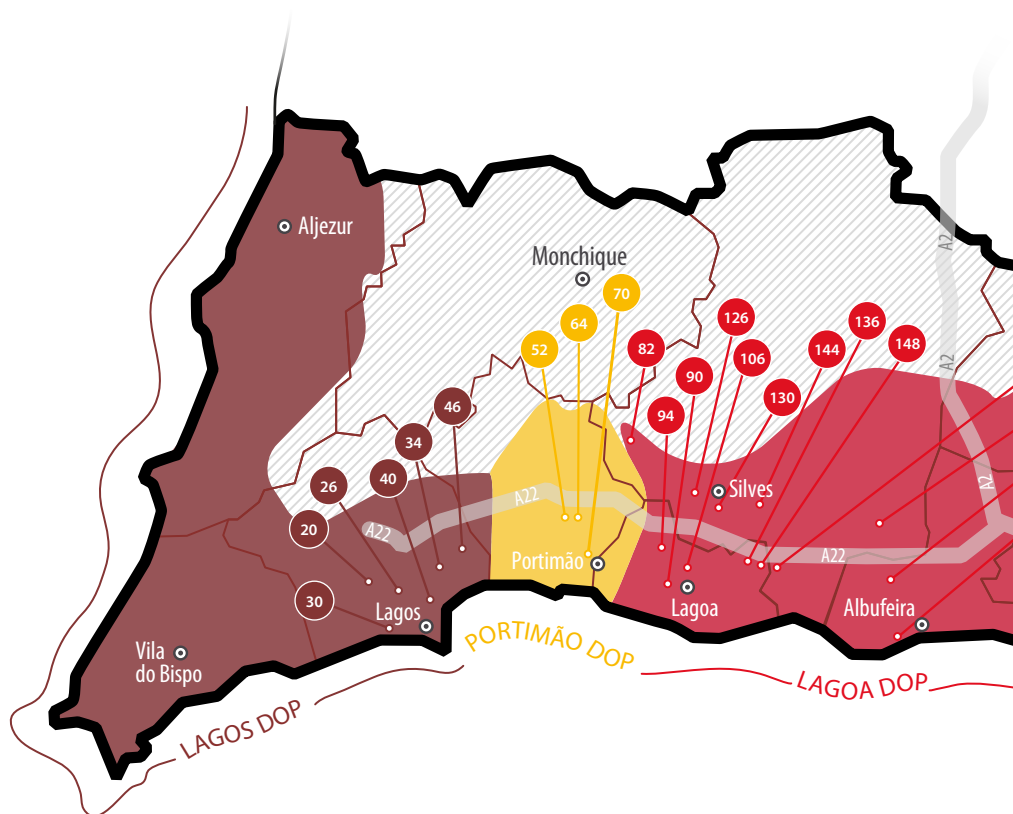 Aljezur
A2
Monchique
70
126
64
136
52
82
144
148
106
A2
90
130
46
94
34
40
26
Silves
A2
A22
20
A22
A22
Portimão
30
Lagos
Lagoa
Albufeira
Vila
do Bispo
PORTIMÃO DOP
LAGOA DOP
LAGOS DOP